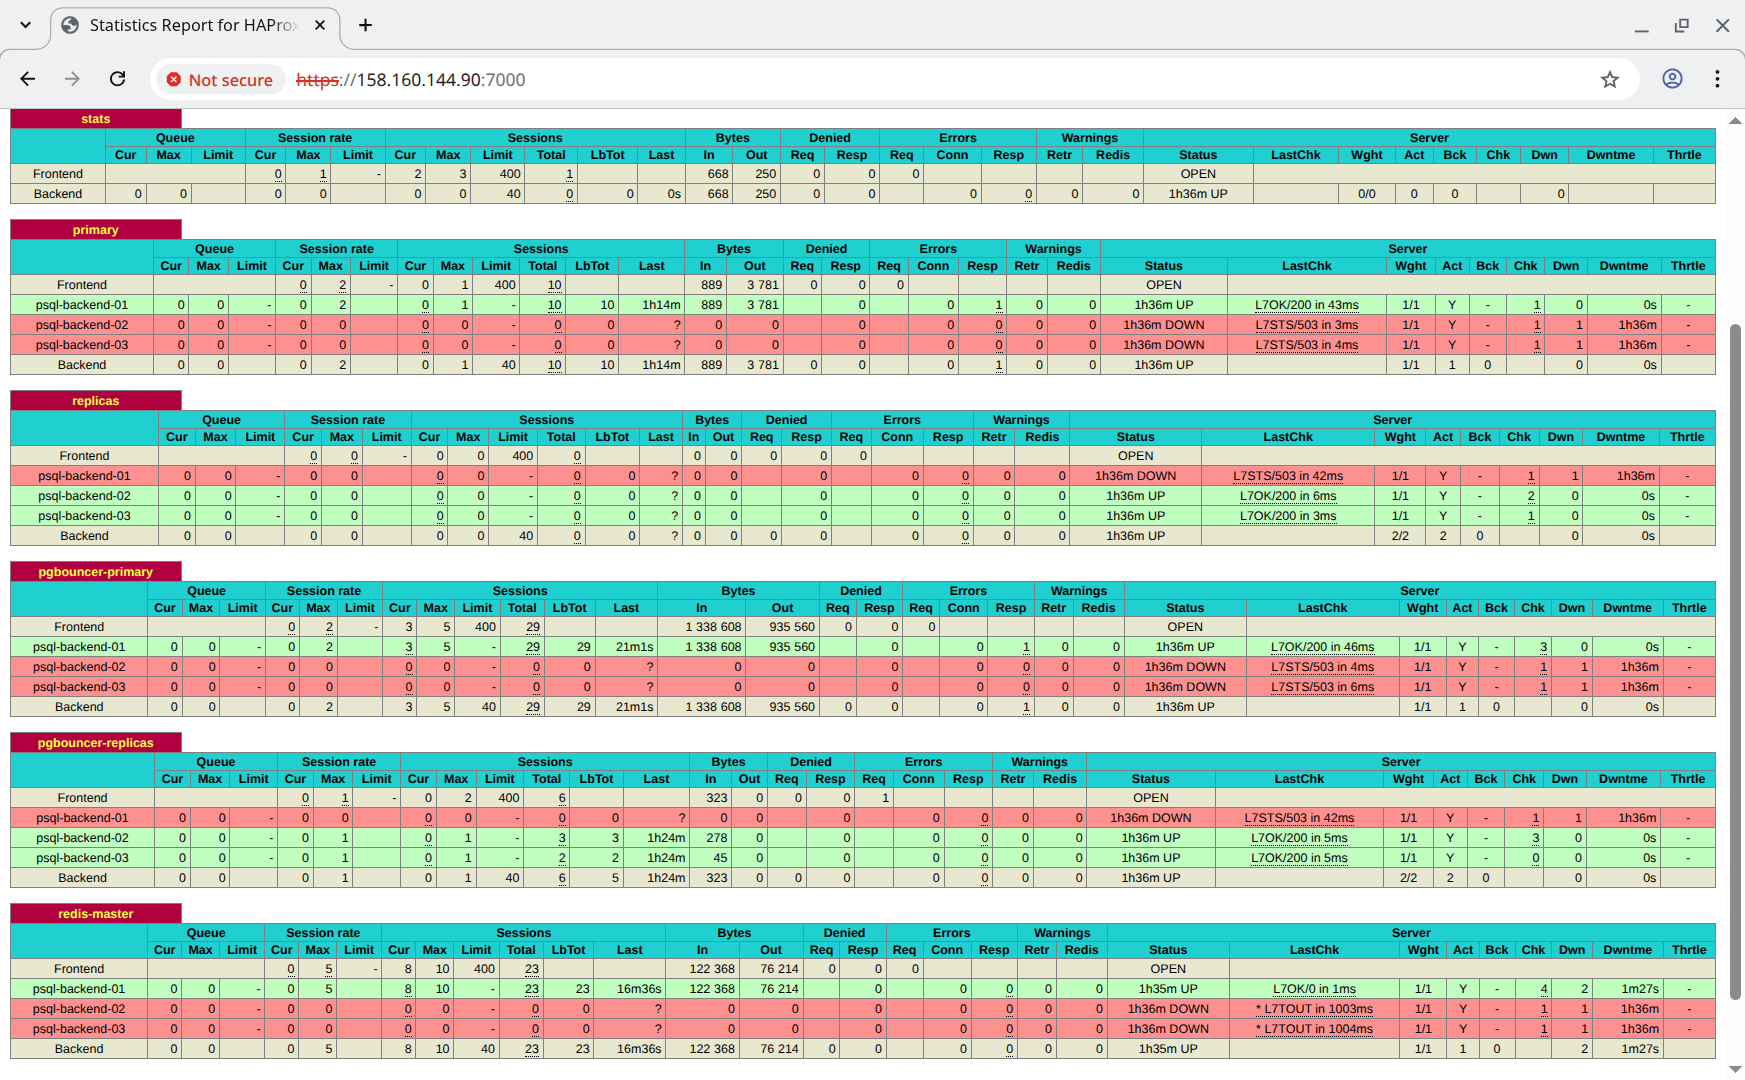 Statistics Report for HAProx
Not secure https://158.160.144.90:7000
stats
Queue Session rate Sessions Bytes Denied Errors Warnings Server
Cur Max Limit Cur Max Limit Cur Max Limit Total LbTot Last In Out Req Resp Req Conn Resp Retr Redis Status LastChk Wght Act Bck Chk Dwn Dwntme Thrtle
Frontend 0 1 - 2 3 400 1 668 250 0 0 0 OPEN
Backend 0 0 0 0 0 0 40 0 0 0s 668 250 0 0 0 0 0 0 1h36m UP 0/0 0 0 0
primary
Queue Session rate Sessions Bytes Denied Errors Warnings Server
Cur Max Limit Cur Max Limit Cur Max Limit Total LbTot Last In Out Req Resp Req Conn Resp Retr Redis Status LastChk Wght Act Bck Chk Dwn Dwntme Thrtle
Frontend 0 2 - 0 1 400 10 889 3 781 0 0 0 OPEN
psql-backend-01 0 0 - 0 2 0 1 - 10 10 1h14m 889 3 781 0 0 1 0 0 1h36m UP L7OK/200 in 43ms 1/1 Y - 1 0 0s -
psql-backend-02 0 0 - 0 0 0 0 - 0 0 ? 0 0 0 0 0 0 0 1h36m DOWN L7STS/503 in 3ms 1/1 Y - 1 1 1h36m -
psql-backend-03 0 0 - 0 0 0 0 - 0 0 ? 0 0 0 0 0 0 0 1h36m DOWN L7STS/503 in 4ms 1/1 Y - 1 1 1h36m -
Backend 0 0 0 2 0 1 40 10 10 1h14m 889 3 781 0 0 0 1 0 0 1h36m UP 1/1 1 0 0 0s
replicas
Queue Session rate Sessions Bytes Denied Errors Warnings Server
Cur Max Limit Cur Max Limit Cur Max Limit Total LbTot Last In Out Req Resp Req Conn Resp Retr Redis Status LastChk Wght Act Bck Chk Dwn Dwntme Thrtle
Frontend 0 0 - 0 0 400 0 0 0 0 0 0 OPEN
psql-backend-01 0 0 - 0 0 0 0 - 0 0 ? 0 0 0 0 0 0 0 1h36m DOWN L7STS/503 in 42ms 1/1 Y - 1 1 1h36m -
psql-backend-02 0 0 - 0 0 0 0 - 0 0 ? 0 0 0 0 0 0 0 1h36m UP L7OK/200 in 6ms 1/1 Y - 2 0 0s -
psql-backend-03 0 0 - 0 0 0 0 - 0 0 ? 0 0 0 0 0 0 0 1h36m UP L7OK/200 in 3ms 1/1 Y - 1 0 0s -
Backend 0 0 0 0 0 0 40 0 0 ? 0 0 0 0 0 0 0 0 1h36m UP 2/2 2 0 0 0s
pgbouncer-primary
Queue Session rate Sessions Bytes Denied Errors Warnings Server
Cur Max Limit Cur Max Limit Cur Max Limit Total LbTot Last In Out Req Resp Req Conn Resp Retr Redis Status LastChk Wght Act Bck Chk Dwn Dwntme Thrtle
Frontend 0 2 - 3 5 400 29 1 338 608 935 560 0 0 0 OPEN
psql-backend-01 0 0 - 0 2 3 5 - 29 29 21m1s 1 338 608 935 560 0 0 1 0 0 1h36m UP L7OK/200 in 46ms 1/1 Y - 3 0 0s -
psql-backend-02 0 0 - 0 0 0 0 - 0 0 ? 0 0 0 0 0 0 0 1h36m DOWN L7STS/503 in 4ms 1/1 Y - 1 1 1h36m -
psql-backend-03 0 0 - 0 0 0 0 - 0 0 ? 0 0 0 0 0 0 0 1h36m DOWN L7STS/503 in 6ms 1/1 Y - 1 1 1h36m -
Backend 0 0 0 2 3 5 40 29 29 21m1s 1 338 608 935 560 0 0 0 1 0 0 1h36m UP 1/1 1 0 0 0s
pgbouncer-replicas
Queue Session rate Sessions Bytes Denied Errors Warnings Server
Cur Max Limit Cur Max Limit Cur Max Limit Total LbTot Last In Out Req Resp Req Conn Resp Retr Redis Status LastChk Wght Act Bck Chk Dwn Dwntme Thrtle
Frontend 0 1 - 0 2 400 6 323 0 0 0 1 OPEN
psql-backend-01 0 0 - 0 0 0 0 - 0 0 ? 0 0 0 0 0 0 0 1h36m DOWN L7STS/503 in 42ms 1/1 Y - 1 1 1h36m -
psql-backend-02 0 0 - 0 1 0 1 - 3 3 1h24m 278 0 0 0 0 0 0 1h36m UP L7OK/200 in 5ms 1/1 Y - 3 0 0s -
psql-backend-03 0 0 - 0 1 0 1 - 2 2 1h24m 45 0 0 0 0 0 0 1h36m UP L7OK/200 in 5ms 1/1 Y - 0 0 0s -
Backend 0 0 0 1 0 1 40 6 5 1h24m 323 0 0 0 0 0 0 0 1h36m UP 2/2 2 0 0 0s
redis-master
Queue Session rate Sessions Bytes Denied Errors Warnings Server
Cur Max Limit Cur Max Limit Cur Max Limit Total LbTot Last In Out Req Resp Req Conn Resp Retr Redis Status LastChk Wght Act Bck Chk Dwn Dwntme Thrtle
Frontend 0 5 - 8 10 400 23 122 368 76 214 0 0 0 OPEN
psql-backend-01 0 0 - 0 5 8 10 - 23 23 16m36s 122 368 76 214 0 0 0 0 0 1h35m UP L7OK/0 in 1ms 1/1 Y - 4 2 1m27s -
psql-backend-02 0 0 - 0 0 0 0 - 0 0 ? 0 0 0 0 0 0 0 1h36m DOWN * L7TOUT in 1003ms 1/1 Y - 1 1 1h36m -
psql-backend-03 0 0 - 0 0 0 0 - 0 0 ? 0 0 0 0 0 0 0 1h36m DOWN * L7TOUT in 1004ms 1/1 Y - 1 1 1h36m -
Backend 0 0 0 5 8 10 40 23 23 16m36s 122 368 76 214 0 0 0 0 0 0 1h35m UP 1/1 1 0 2 1m27s